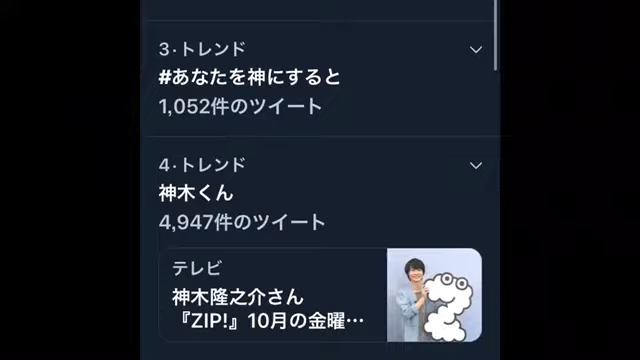 3·トレンド
#あなたを神にすると
1,052件のツイート
4·トレンド
神木くん
4,947件のツイート
テレビ
神木隆之介さん
『ZIP!』10月の金曜…